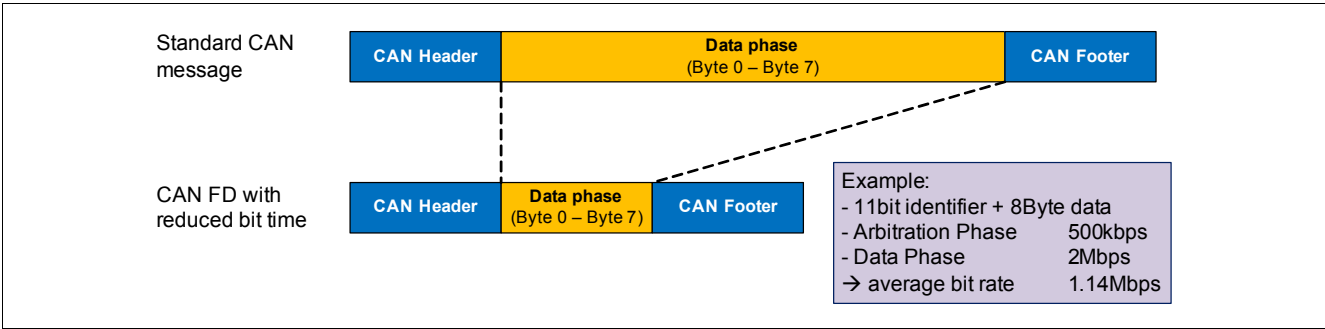 Standard CAN
message
CAN Header
Data phase
(Byte 0 – Byte 7)
CAN Footer
CAN FD with
reduced bit time
CAN Header
Data phase
(Byte 0 – Byte 7)
CAN Footer
Example:
- 11bit identifier + 8Byte data
- Arbitration Phase 500kbps
- Data Phase 2Mbps
→ average bit rate 1.14Mbps